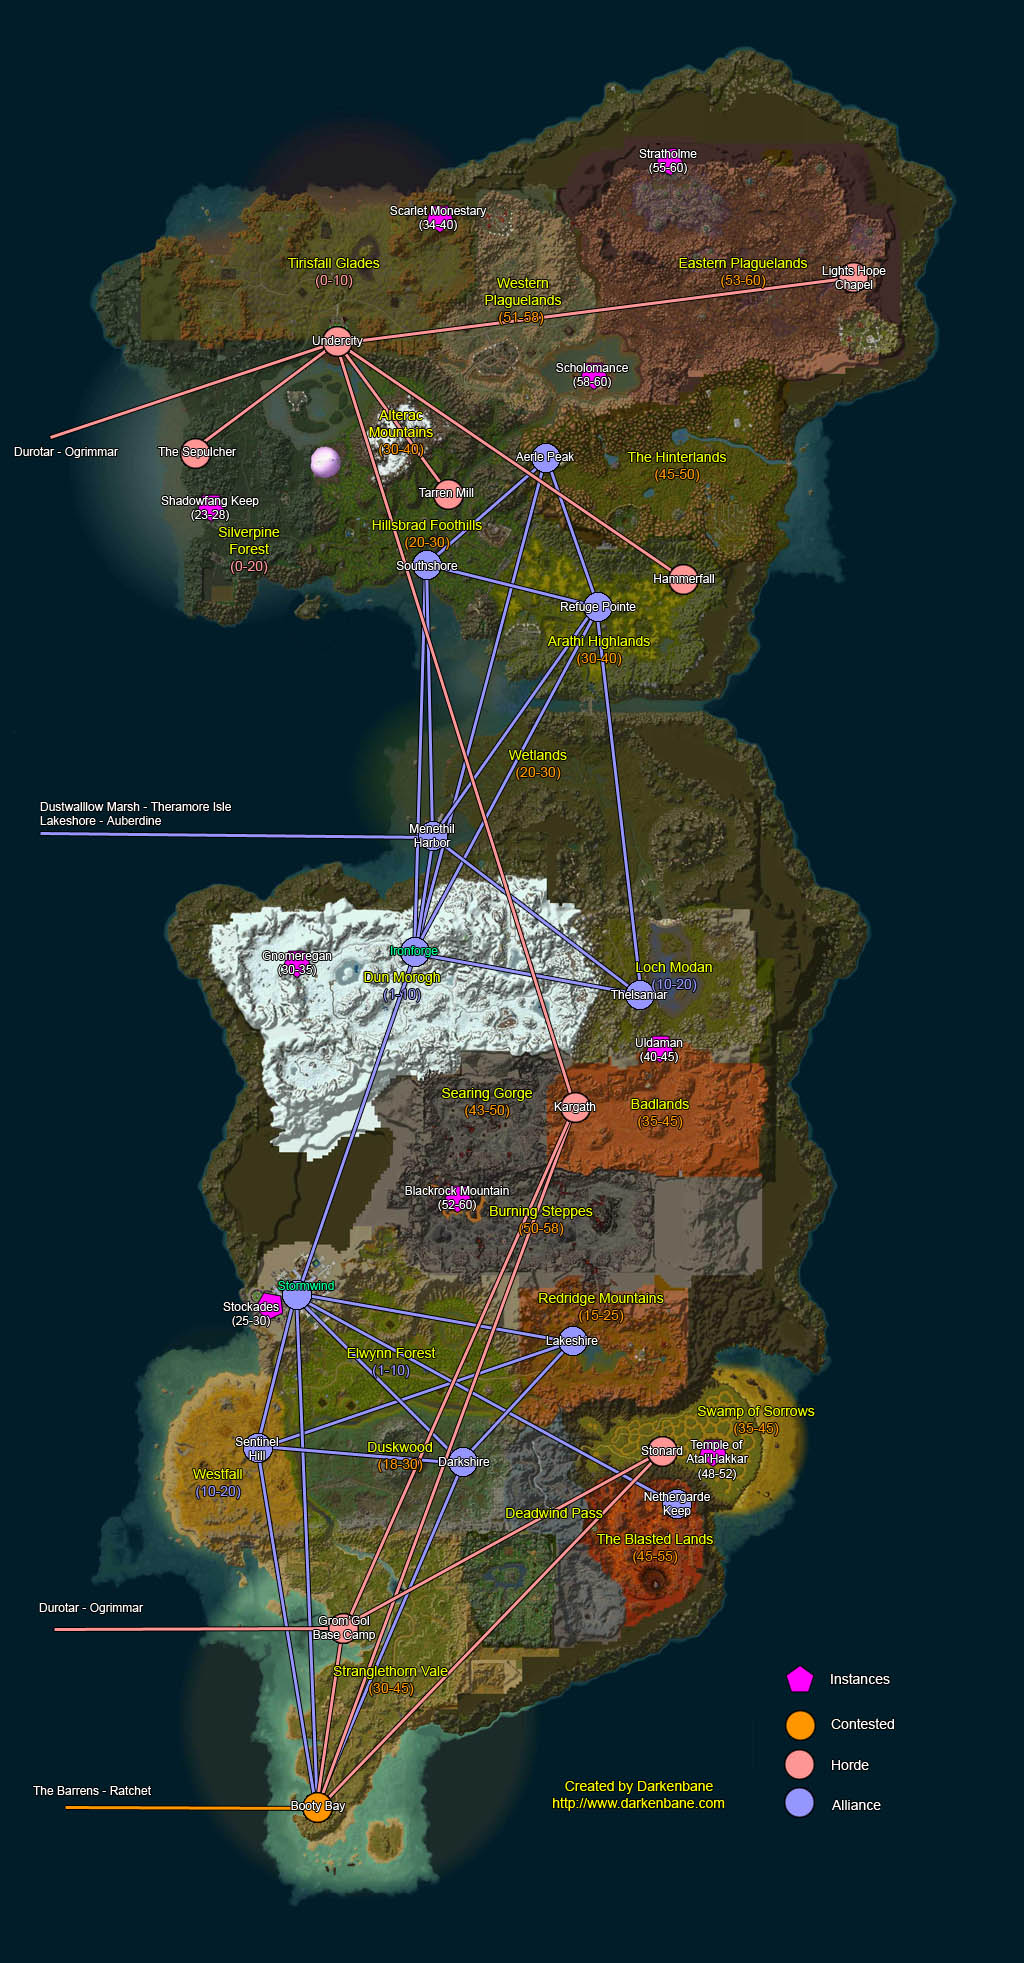 Stratholme
(55-60)
Scarlet Monestary
(34-40)
Tirisfall Glades
(0-10)
Eastern Plaguelands
(53-60)
Lights Hope
Chapel
Western
Plaguelands
(51-58)
Undercity
Scholomance
(58-60)
Alterac
Mountains
(30-40)
Durotar - Ogrimmar
The Sepulcher
Aerie Peak
The Hinterlands
(45-50)
Tarren Mill
Shadowfang Keep
(23-28)
Silverpine
Forest
(0-20)
Hillsbrad Foothills
(20-30)
Southshore
Hammerfall
Refuge Pointe
Arathi Highlands
(30-40)
Wetlands
(20-30)
Dustwalllow Marsh - Theramore Isle
Lakeshore - Auberdine
Menethil
Harbor
Ironforge
Gnomeregan
(30-35)
Dun Morogh
(1-10)
Loch Modan
(10-20)
Thelsamar
Uldaman
(40-45)
Searing Gorge
(43-50)
Kargath
Badlands
(35-45)
Blackrock Mountain
(52-60)
Burning Steppes
(50-58)
Stormwind
Stockades
(25-30)
Redridge Mountains
(15-25)
Lakeshire
Elwynn Forest
(1-10)
Swamp of Sorrows
(35-45)
Sentinel
Hill
Duskwood
(18-30)
Darkshire
Stonard
Temple of
Atal'Hakkar
(48-52)
Westfall
(10-20)
Nethergarde
Keep
Deadwind Pass
The Blasted Lands
(45-55)
Durotar - Ogrimmar
Grom'Gol
Base Camp
Stranglethorn Vale
(30-45)
Instances
Contested
Horde
Alliance
The Barrens - Ratchet
Booty Bay
Created by Darkenbane
http://www.darkenbane.com